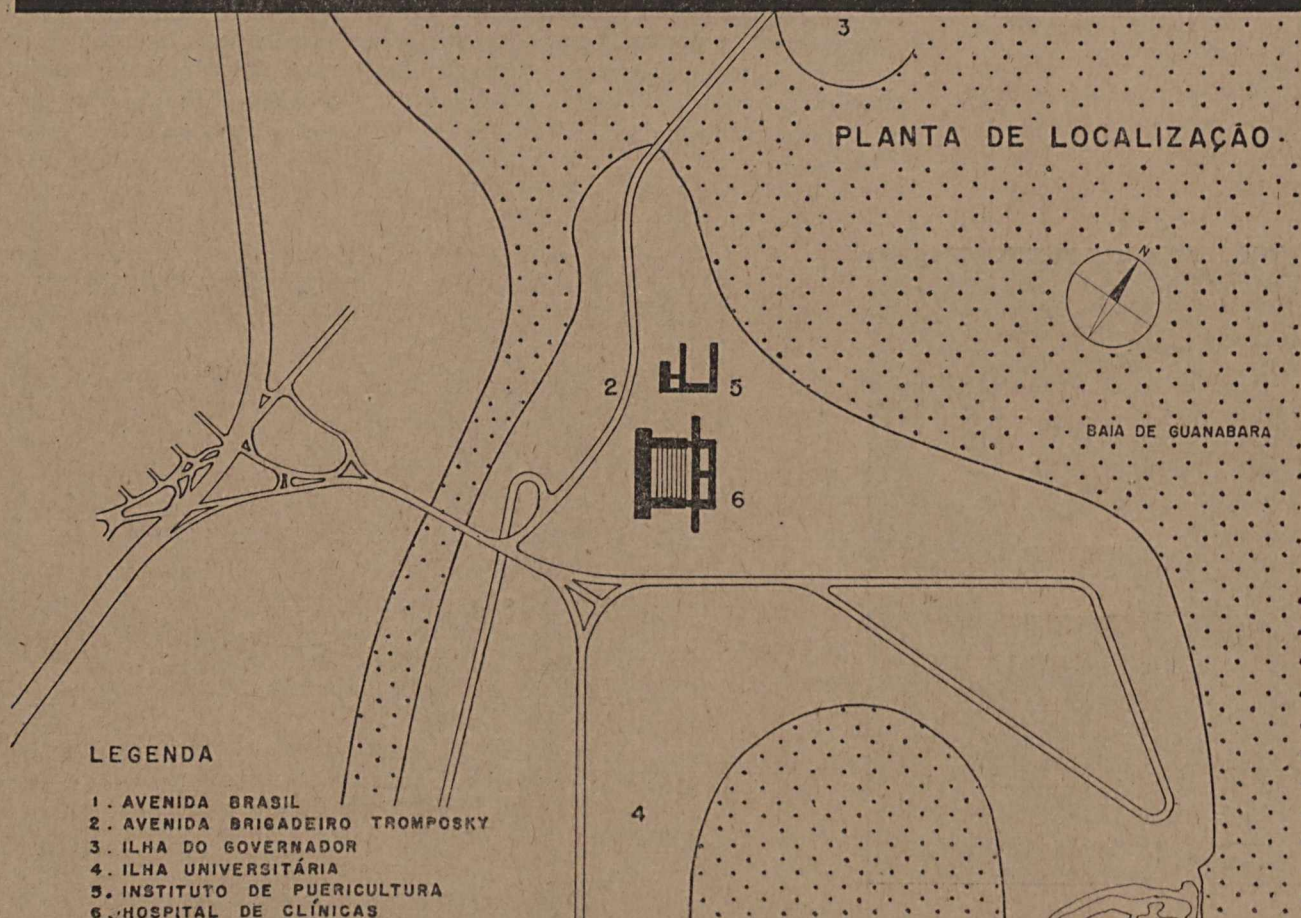 3
PLANTA DE LOCALIZAÇÃO
N
2
5
BAIA DE GUANABARA
6
LEGENDA
4
1. AVENIDA BRASIL
2. AVENIDA BRIGADEIRO TROMPOSKY
3. ILHA DO GOVERNADOR
4. ILHA UNIVERSITÁRIA
5. INSTITUTO DE PUERICULTURA
6. HOSPITAL DE CLÍNICAS